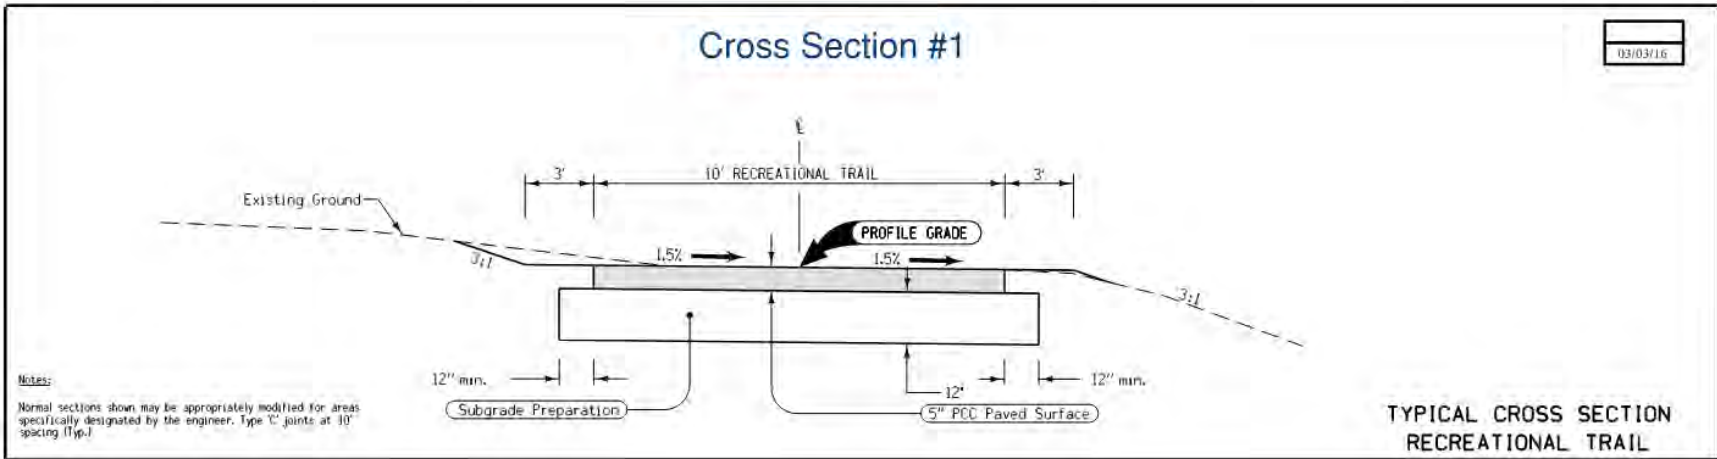 Cross Section #1
03/03/16
℄
3'
10' RECREATIONAL TRAIL
3'
Existing Ground
PROFILE GRADE
3:1
1.5%
1.5%
3:1
12" min.
12"
12" min.
Subgrade Preparation
5" PCC Paved Surface
Notes:
Normal sections shown may be appropriately modified for areas
specifically designated by the engineer. Type 'C' joints at 10'
spacing (Typ.)
TYPICAL CROSS SECTION
RECREATIONAL TRAIL